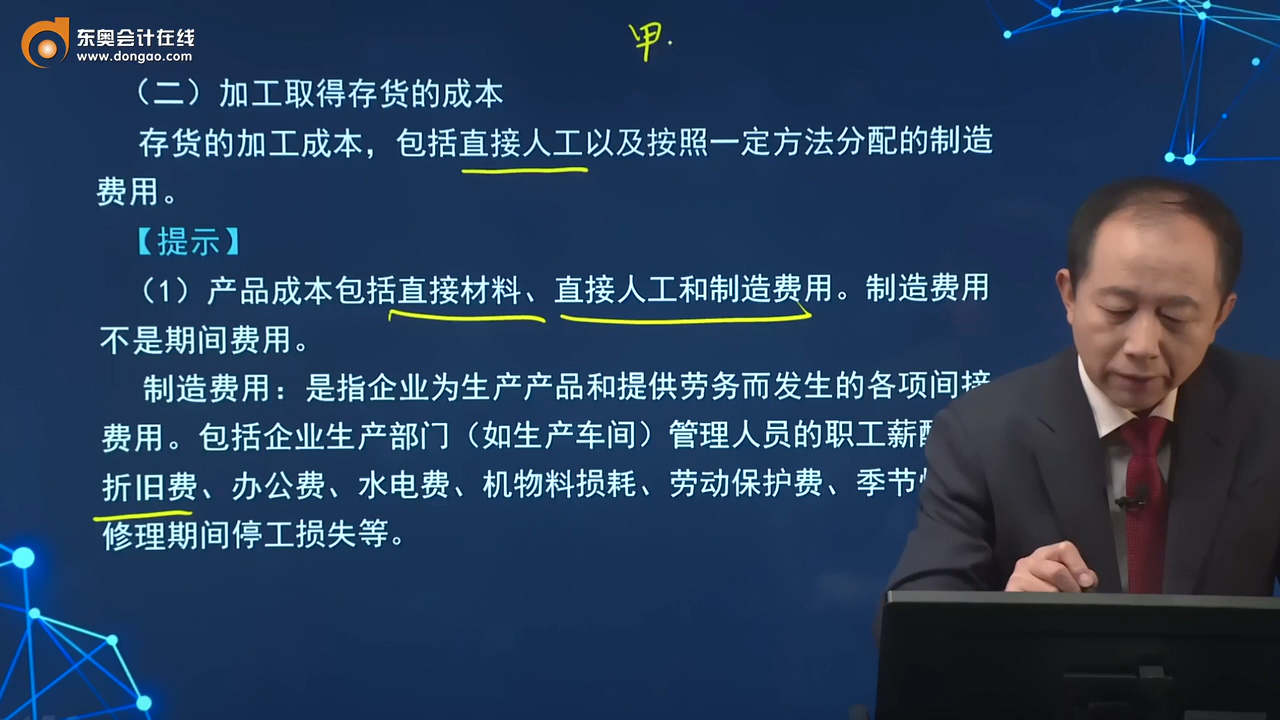 东奥会计在线
www.dongao.com
甲
（二）加工取得存货的成本
存货的加工成本，包括直接人工以及按照一定方法分配的制造
费用。
【提示】
（1）产品成本包括直接材料、直接人工和制造费用。制造费用
不是期间费用。
制造费用：是指企业为生产产品和提供劳务而发生的各项间接
费用。包括企业生产部门（如生产车间）管理人员的职工薪
折旧费、办公费、水电费、机物料损耗、劳动保护费、季节
修理期间停工损失等。